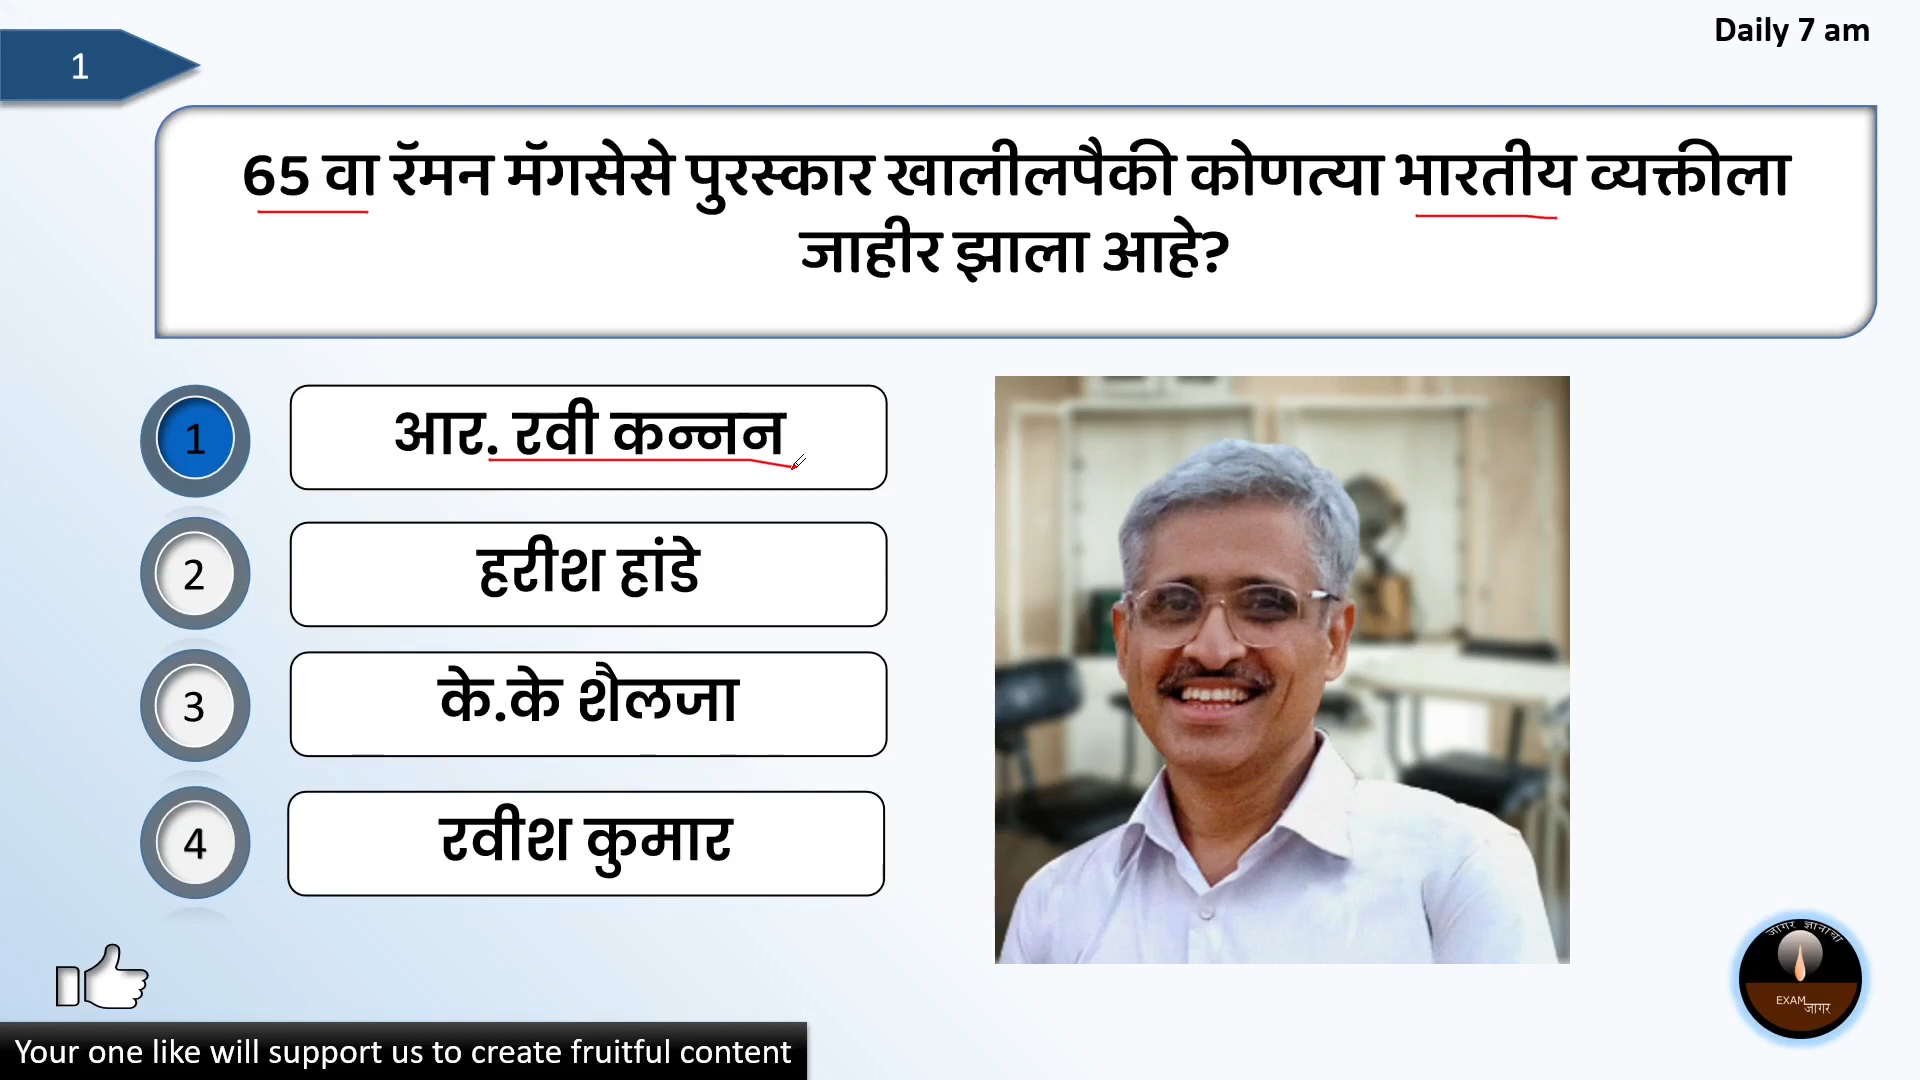 Daily 7 am
1
65 वा रॅमन मॅगसेसे पुरस्कार खालीलपैकी कोणत्या भारतीय व्यक्तीला
जाहीर झाला आहे?
1
आर. रवी कन्नन
2
हरीश हांडे
3
के.के शैलजा
4
रवीश कुमार
जागर ज्ञानाचा
EXAM
जागर
Your one like will support us to create fruitful content